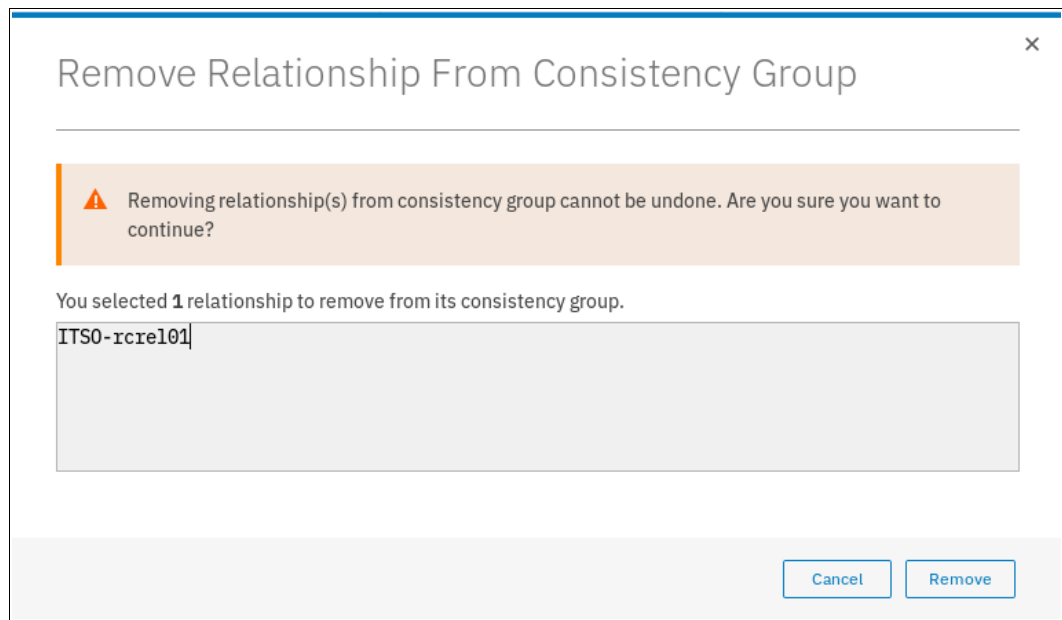 Remove Relationship From Consistency Group
Removing relationship(s) from consistency group cannot be undone. Are you sure you want to
continue?
You selected 1 relationship to remove from its consistency group.
ITSO-rcrel01
Cancel
Remove